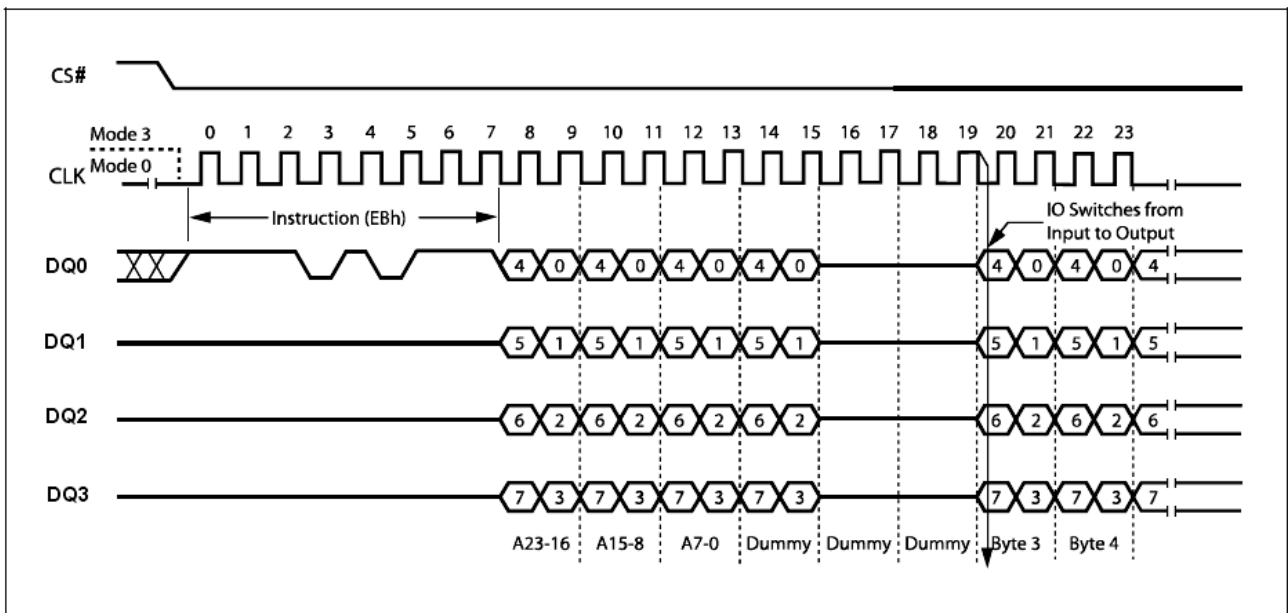 CS#
Mode 3
0 1 2 3 4 5 6 7 8 9 10 11 12 13 14 15 16 17 18 19 20 21 22 23
CLK Mode 0
Instruction (EBh)
IO Switches from
Input to Output
DQ0 4 0 4 0 4 0 4 0 4 0 4 0 4
DQ1 5 1 5 1 5 1 5 1 5 1 5 1 5
DQ2 6 2 6 2 6 2 6 2 6 2 6 2 6
DQ3 7 3 7 3 7 3 7 3 7 3 7 3 7
A23-16 A15-8 A7-0 Dummy Dummy Dummy Byte 3 Byte 4